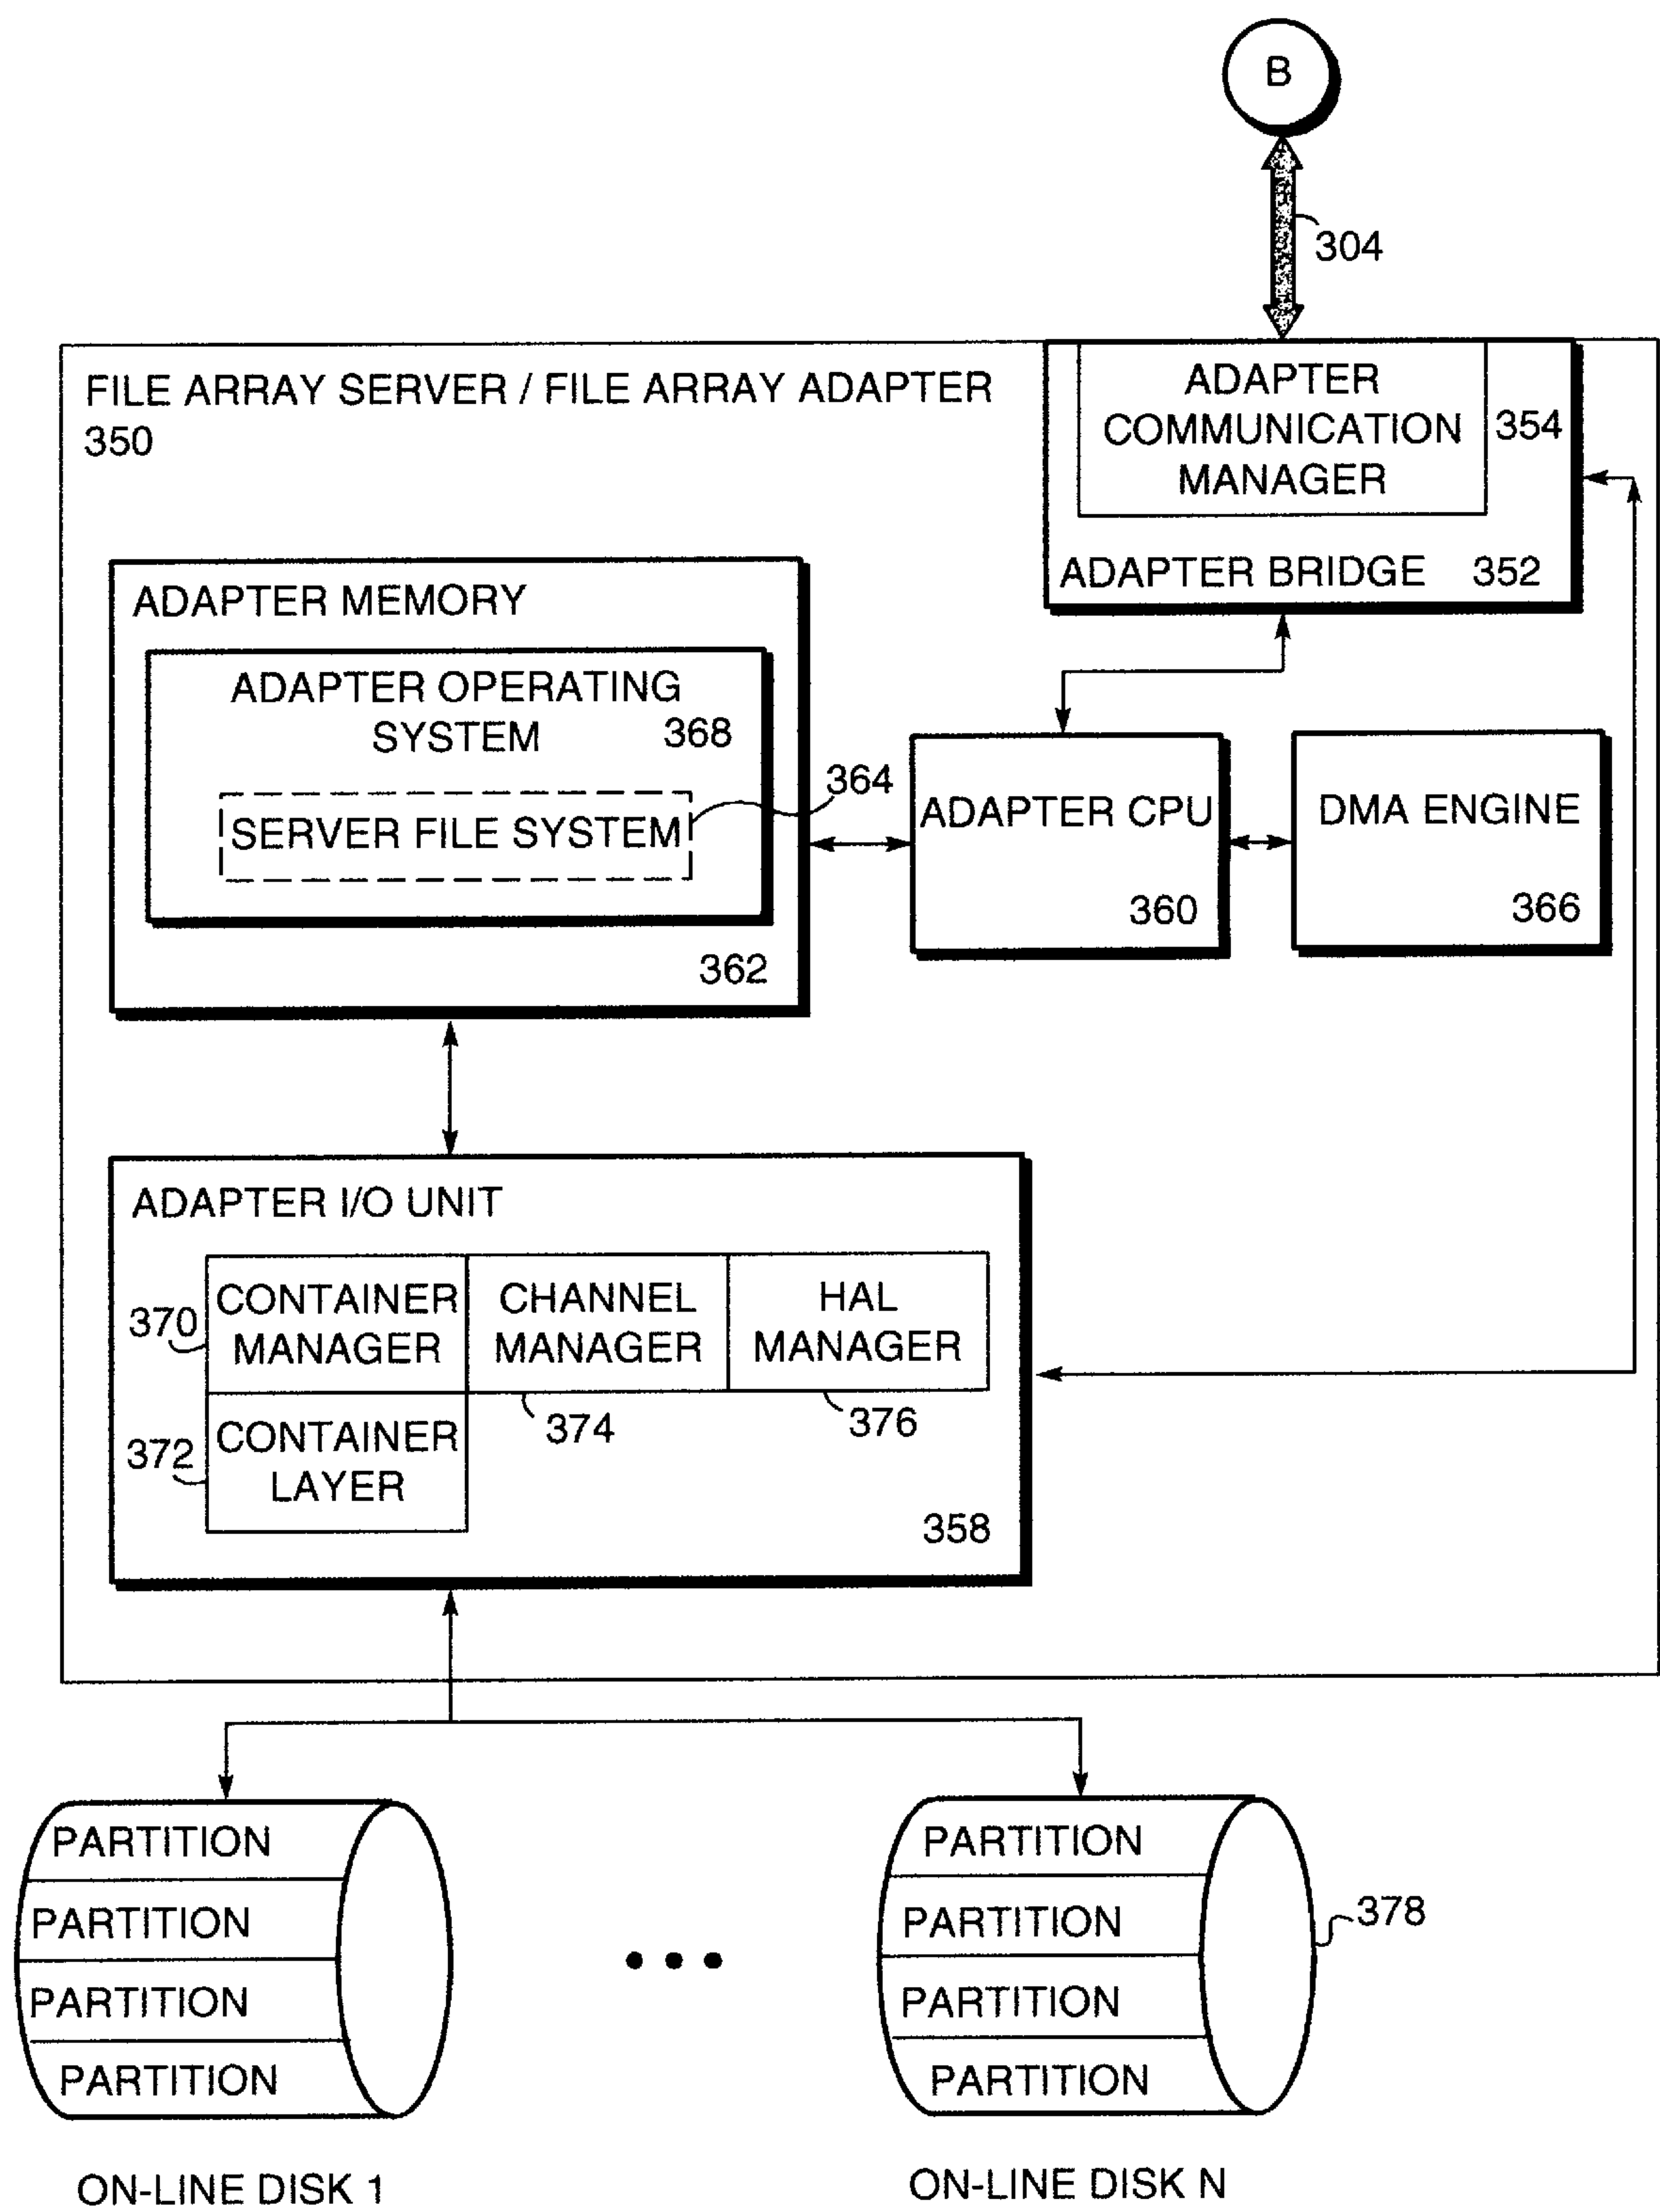 B
304
FILE ARRAY SERVER / FILE ARRAY ADAPTER
350
ADAPTER
COMMUNICATION
MANAGER
354
ADAPTER BRIDGE 352
ADAPTER MEMORY
ADAPTER OPERATING
SYSTEM 368
364
SERVER FILE SYSTEM
362
ADAPTER CPU
360
DMA ENGINE
366
ADAPTER I/O UNIT
370
CONTAINER
MANAGER
CHANNEL
MANAGER
HAL
MANAGER
374
376
372
CONTAINER
LAYER
358
PARTITION
PARTITION
PARTITION
PARTITION
ON-LINE DISK 1
PARTITION
PARTITION
PARTITION
PARTITION
378
ON-LINE DISK N